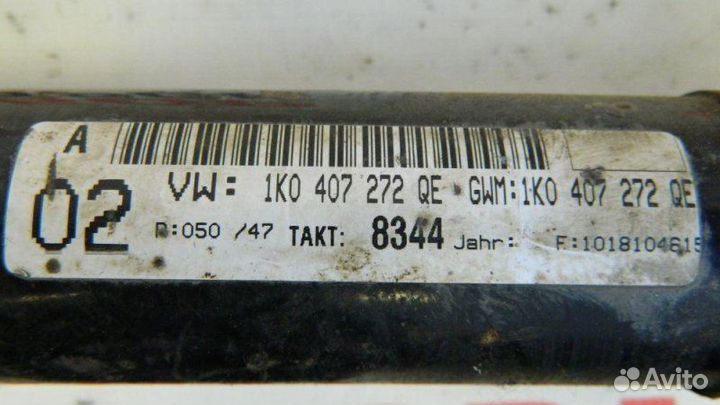 A
02
VW: 1K0 407 272 QE GWM:1K0 407 272 QE
R:050 /47 TAKT: 8344 Jahr: F:1018104615
Avito